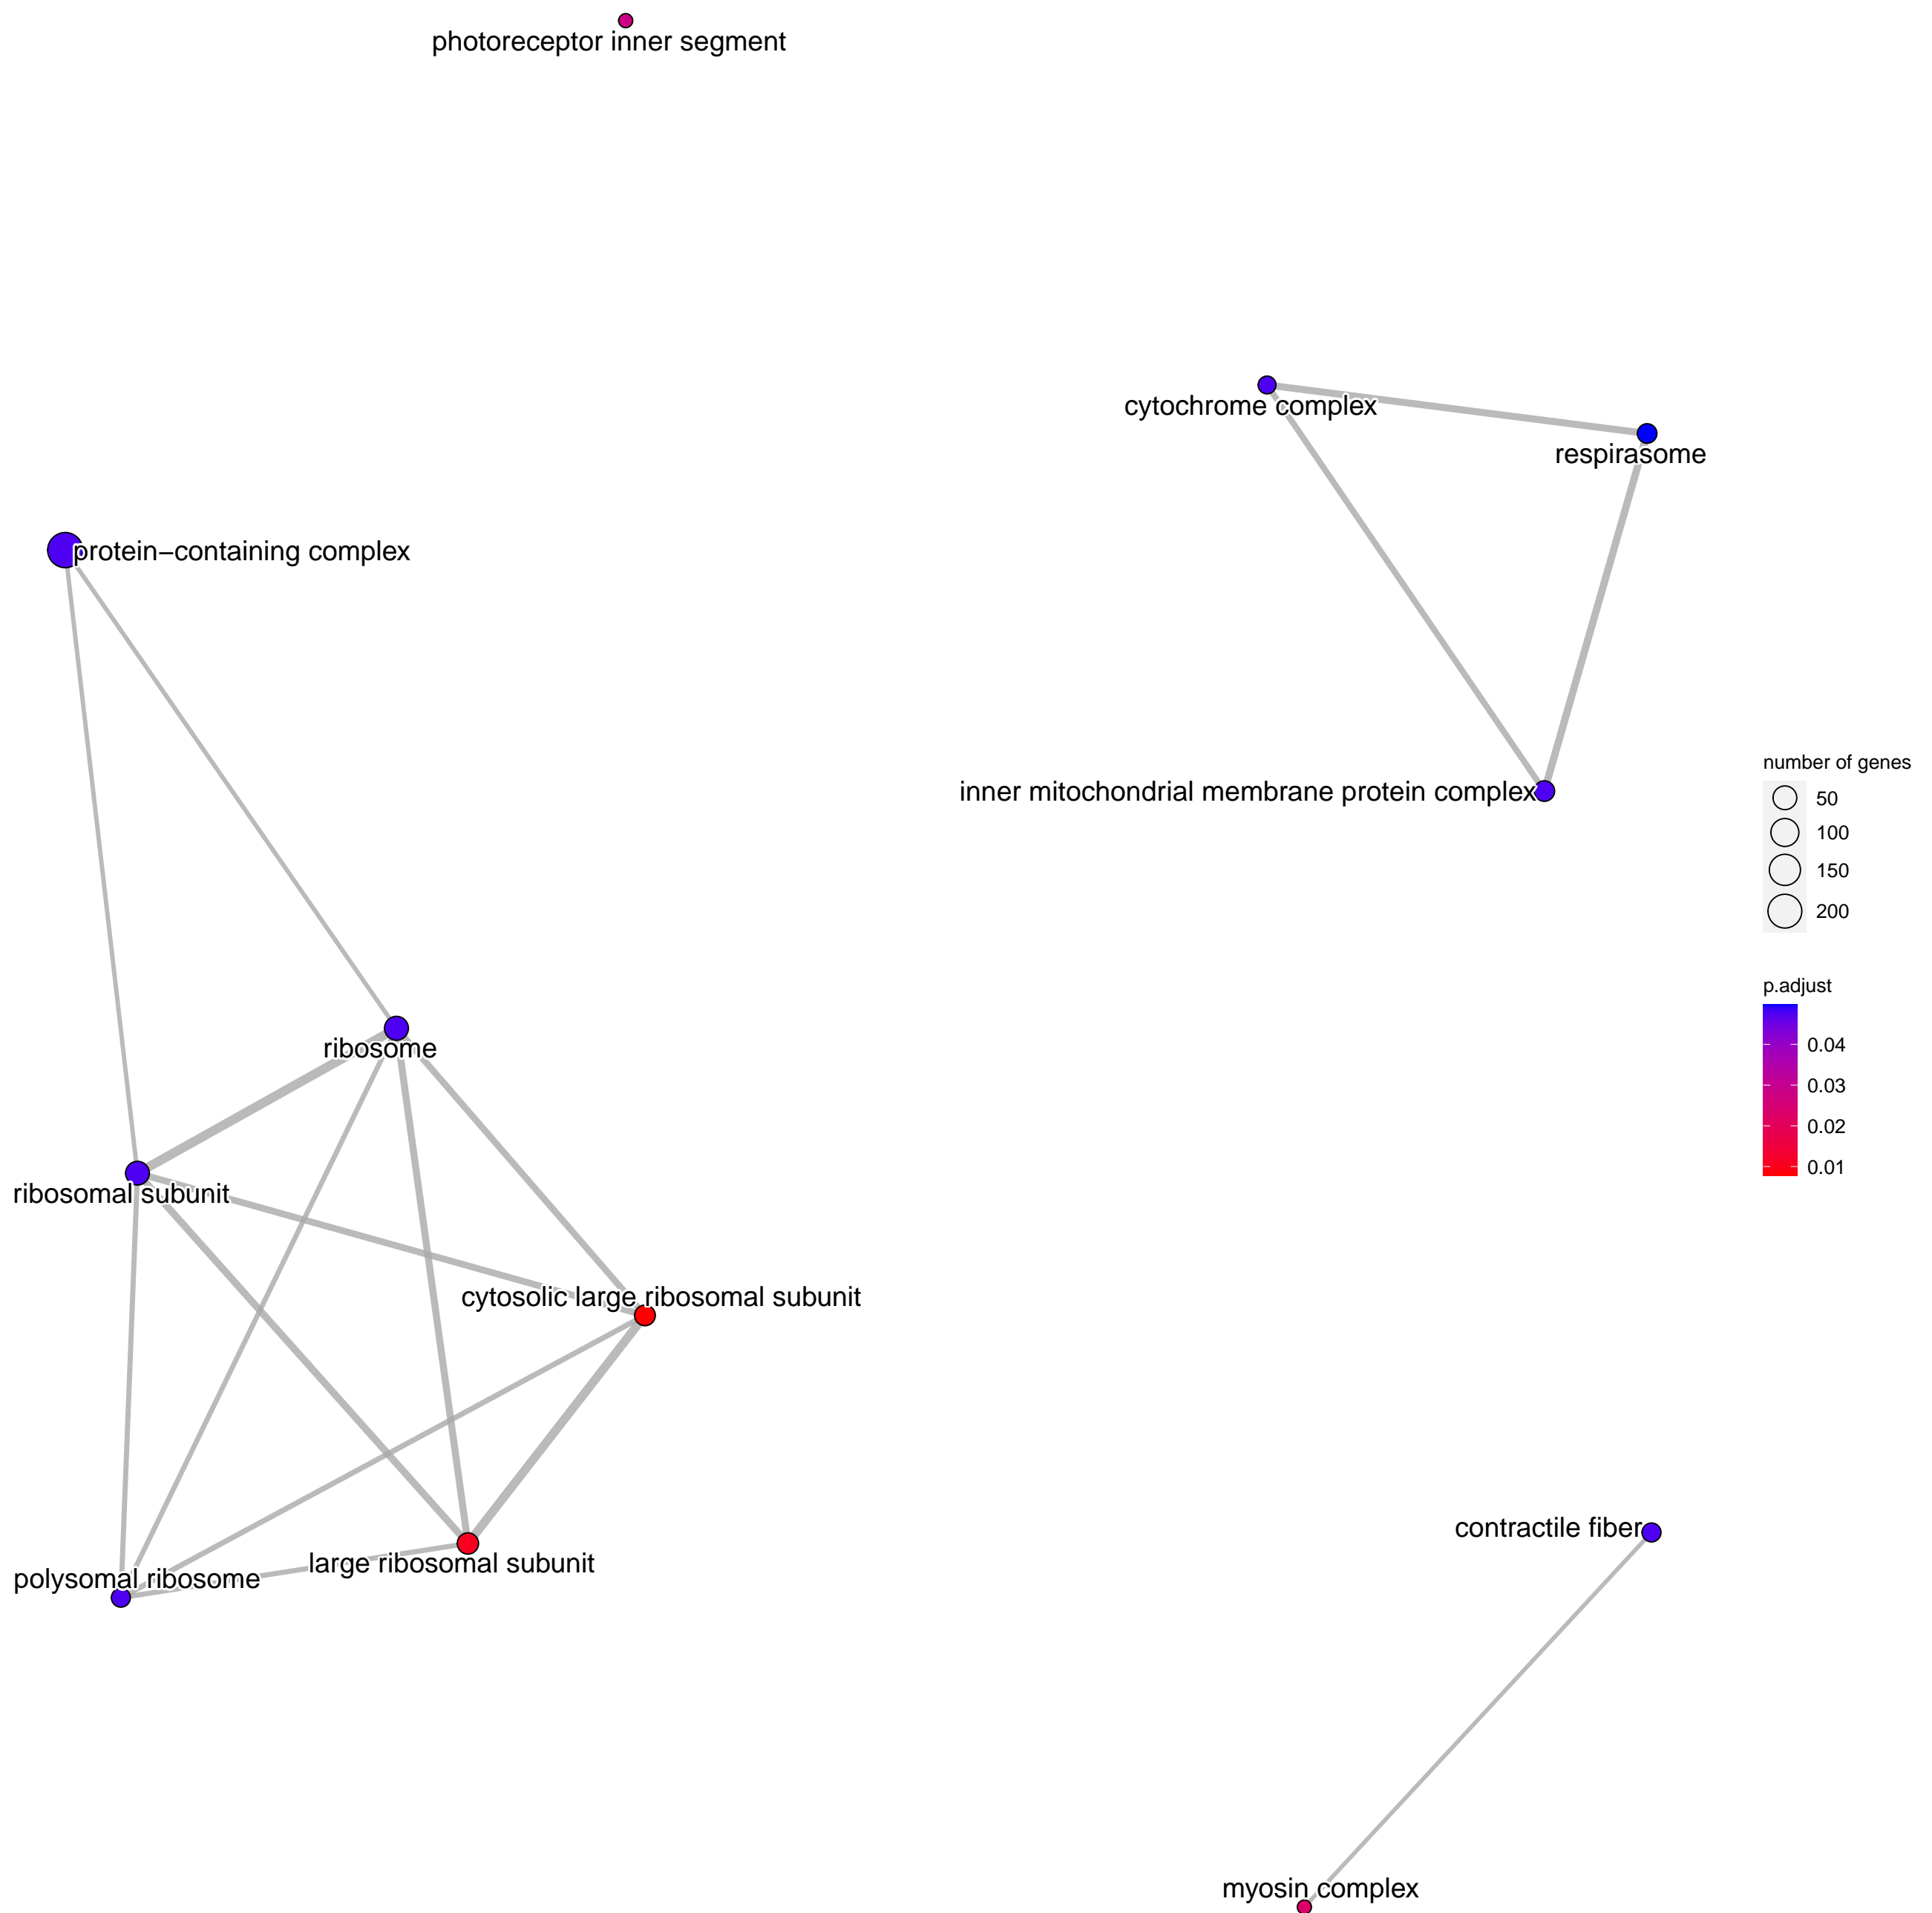 photoreceptor inner segment
cytochrome complex
respirasome
protein−containing complex
inner mitochondrial membrane protein complex
number of genes
50
100
150
200
p.adjust
0.04
0.03
0.02
0.01
ribosome
ribosomal subunit
cytosolic large ribosomal subunit
contractile fiber
large ribosomal subunit
polysomal ribosome
myosin complex